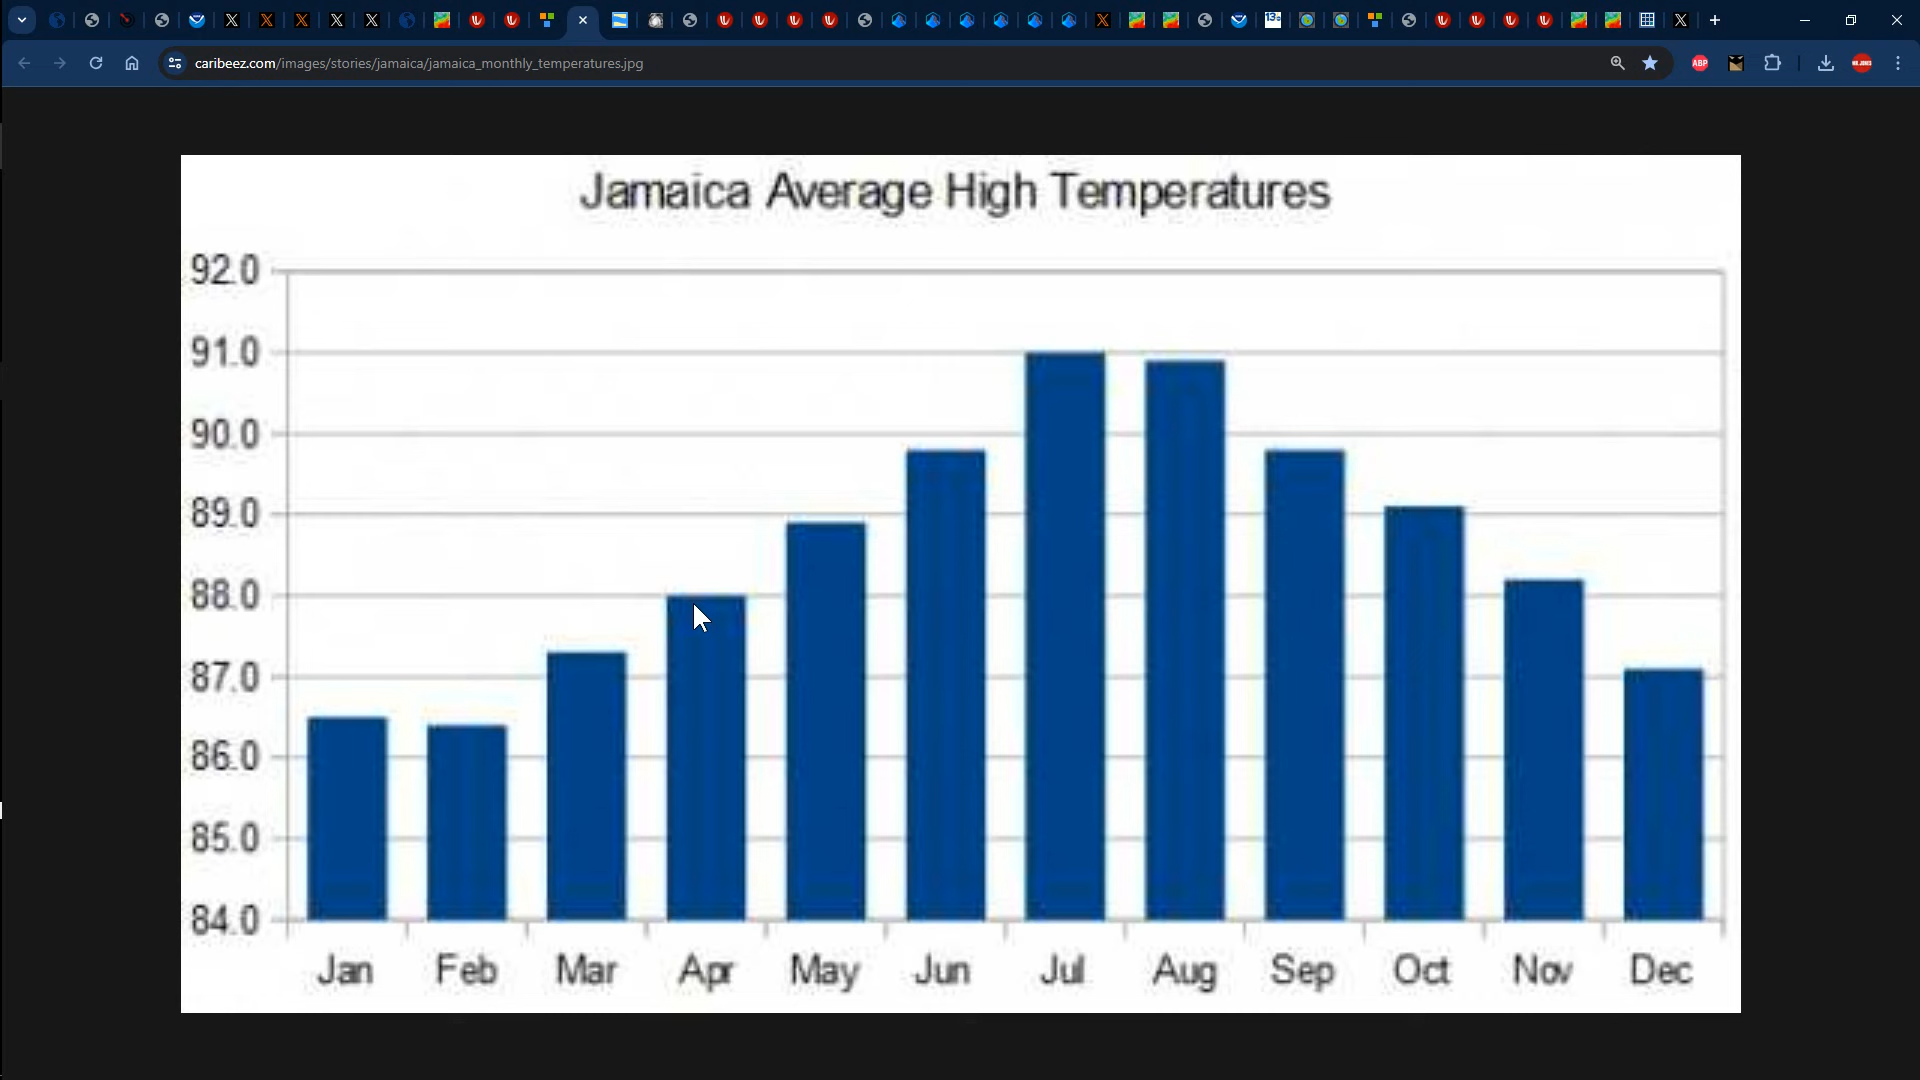 caribeez.com/images/stories/jamaica/jamaica_monthly_temperatures.jpg
ABP
Jamaica Average High Temperatures
92.0
91.0
90.0
89.0
88.0
87.0
86.0
85.0
84.0
Jan Feb Mar Apr May Jun Jul Aug Sep Oct Nov Dec